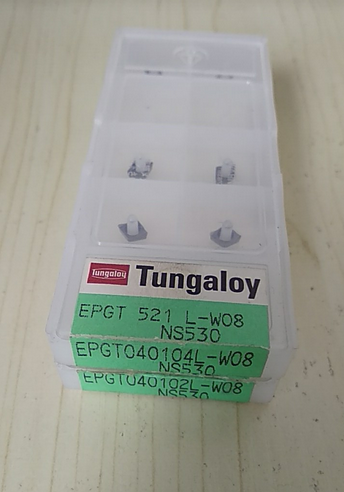 Tungaloy Tungaloy
EPGT 521 L-W08
NS530
EPGT040104L-W08
NS530
EPGT040102L-W08
NS530